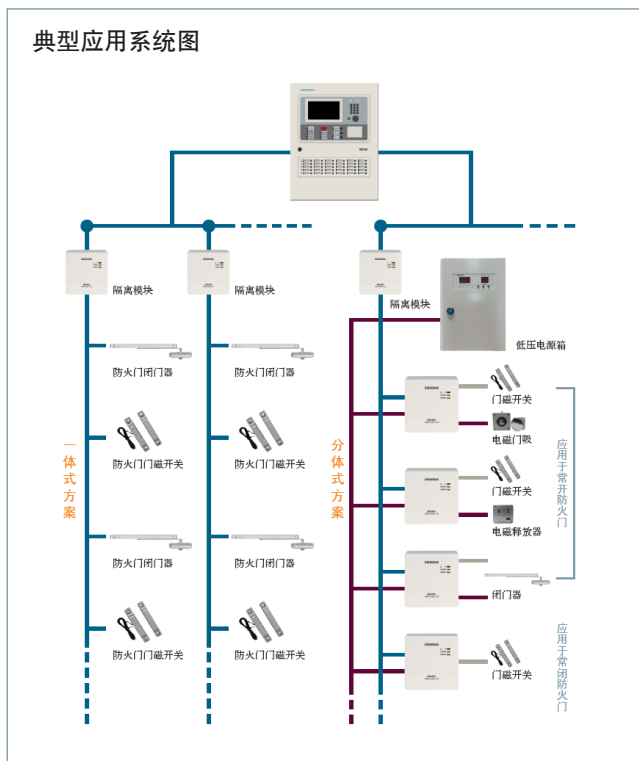 典型应用系统图
隔离模块
隔离模块
隔离模块
低压电源箱
防火门闭门器
防火门闭门器
门磁开关
电磁门吸
防火门门磁开关
防火门门磁开关
一体式方案
分体式方案
应用于常开防火门
门磁开关
电磁释放器
防火门闭门器
防火门闭门器
闭门器
防火门门磁开关
防火门门磁开关
门磁开关
应用于常闭防火门